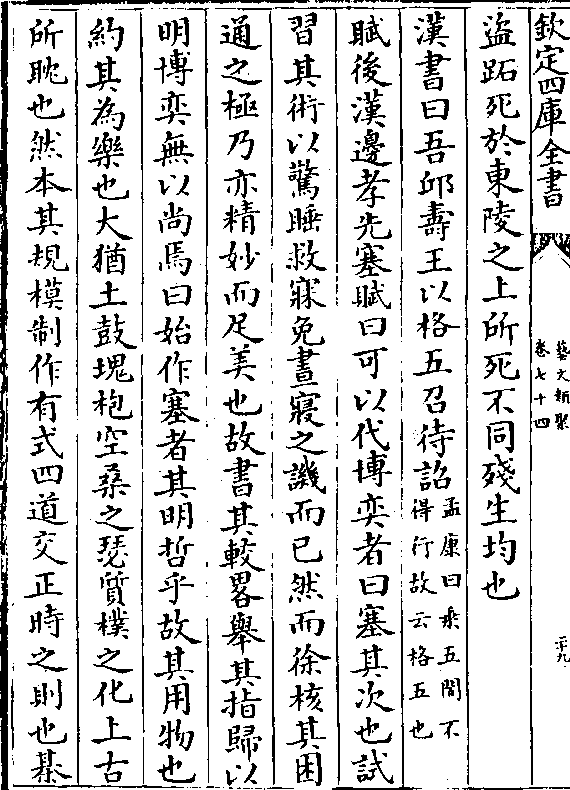 欽定四庫全書
藝文類聚
卷七十四
二十九
盜跖死於東陵之上所死不同殘生均也
漢書曰吾邱壽王以格五召待詔
孟康曰乘五閣不
得行故云格五也
賦後漢邊孝先塞賦曰可以代博奕者曰塞其次也試
習其術以驚睡救寐免晝寢之譏而已然而徐核其因
通之極乃亦精妙而足美也故書其較畧舉其指歸以
明博奕無以尚焉曰始作塞者其明哲乎故其用物也
約其為樂也大猶土鼓塊枹空桑之瑟質樸之化上古
所耽也然本其規模制作有式四道交正時之則也棊